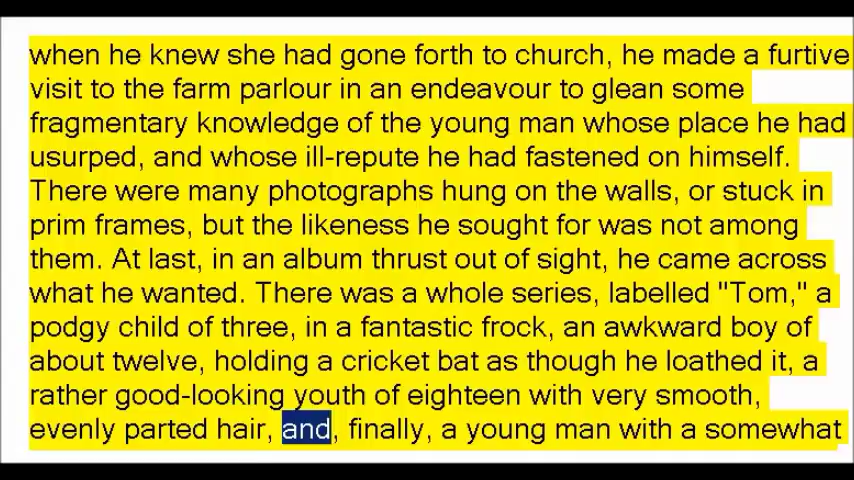 when he knew she had gone forth to church, he made a furtive
visit to the farm parlour in an endeavour to glean some
fragmentary knowledge of the young man whose place he had
usurped, and whose ill-repute he had fastened on himself.
There were many photographs hung on the walls, or stuck in
prim frames, but the likeness he sought for was not among
them. At last, in an album thrust out of sight, he came across
what he wanted. There was a whole series, labelled "Tom," a
podgy child of three, in a fantastic frock, an awkward boy of
about twelve, holding a cricket bat as though he loathed it, a
rather good-looking youth of eighteen with very smooth,
evenly parted hair, and, finally, a young man with a somewhat